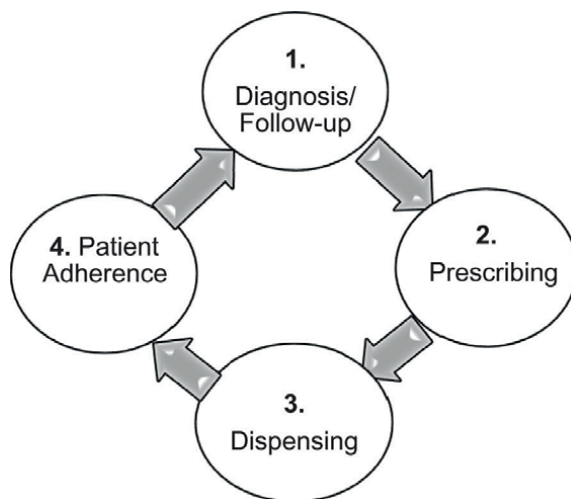 1.
Diagnosis/
Follow-up
2.
Prescribing
3.
Dispensing
4. Patient
Adherence